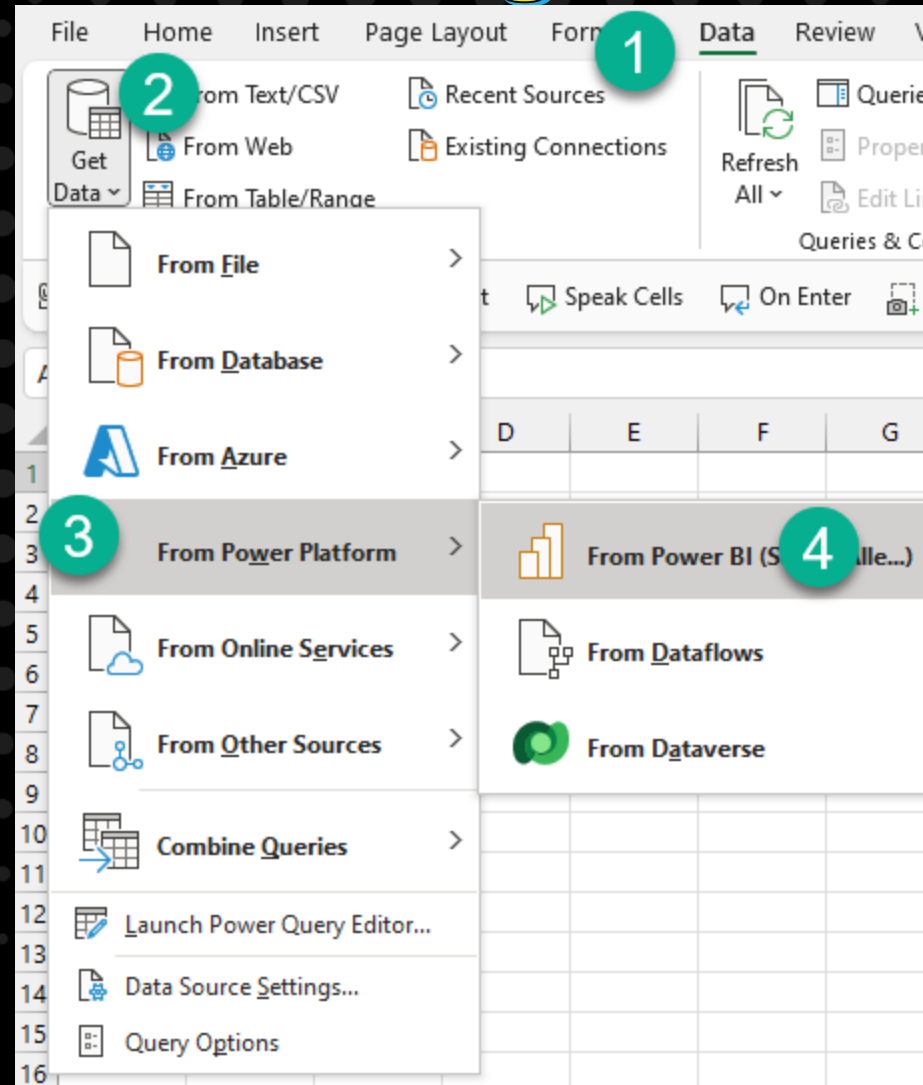 File Home Insert Page Layout Form 1 Data Review
2 From Text/CSV Recent Sources Querie
Get Data From Web Existing Connections Refresh All Proper
From Table/Range Edit Li
Queries & C
From File
t Speak Cells On Enter
From Database
From Azure
D E F G
1
2
3 3 From Power Platform From Power BI (S 4 Alle...)
4
5 From Online Services From Dataflows
6
7
8 From Other Sources From Dataverse
9
10 Combine Queries
11
12 Launch Power Query Editor...
13
14 Data Source Settings...
15 Query Options
16